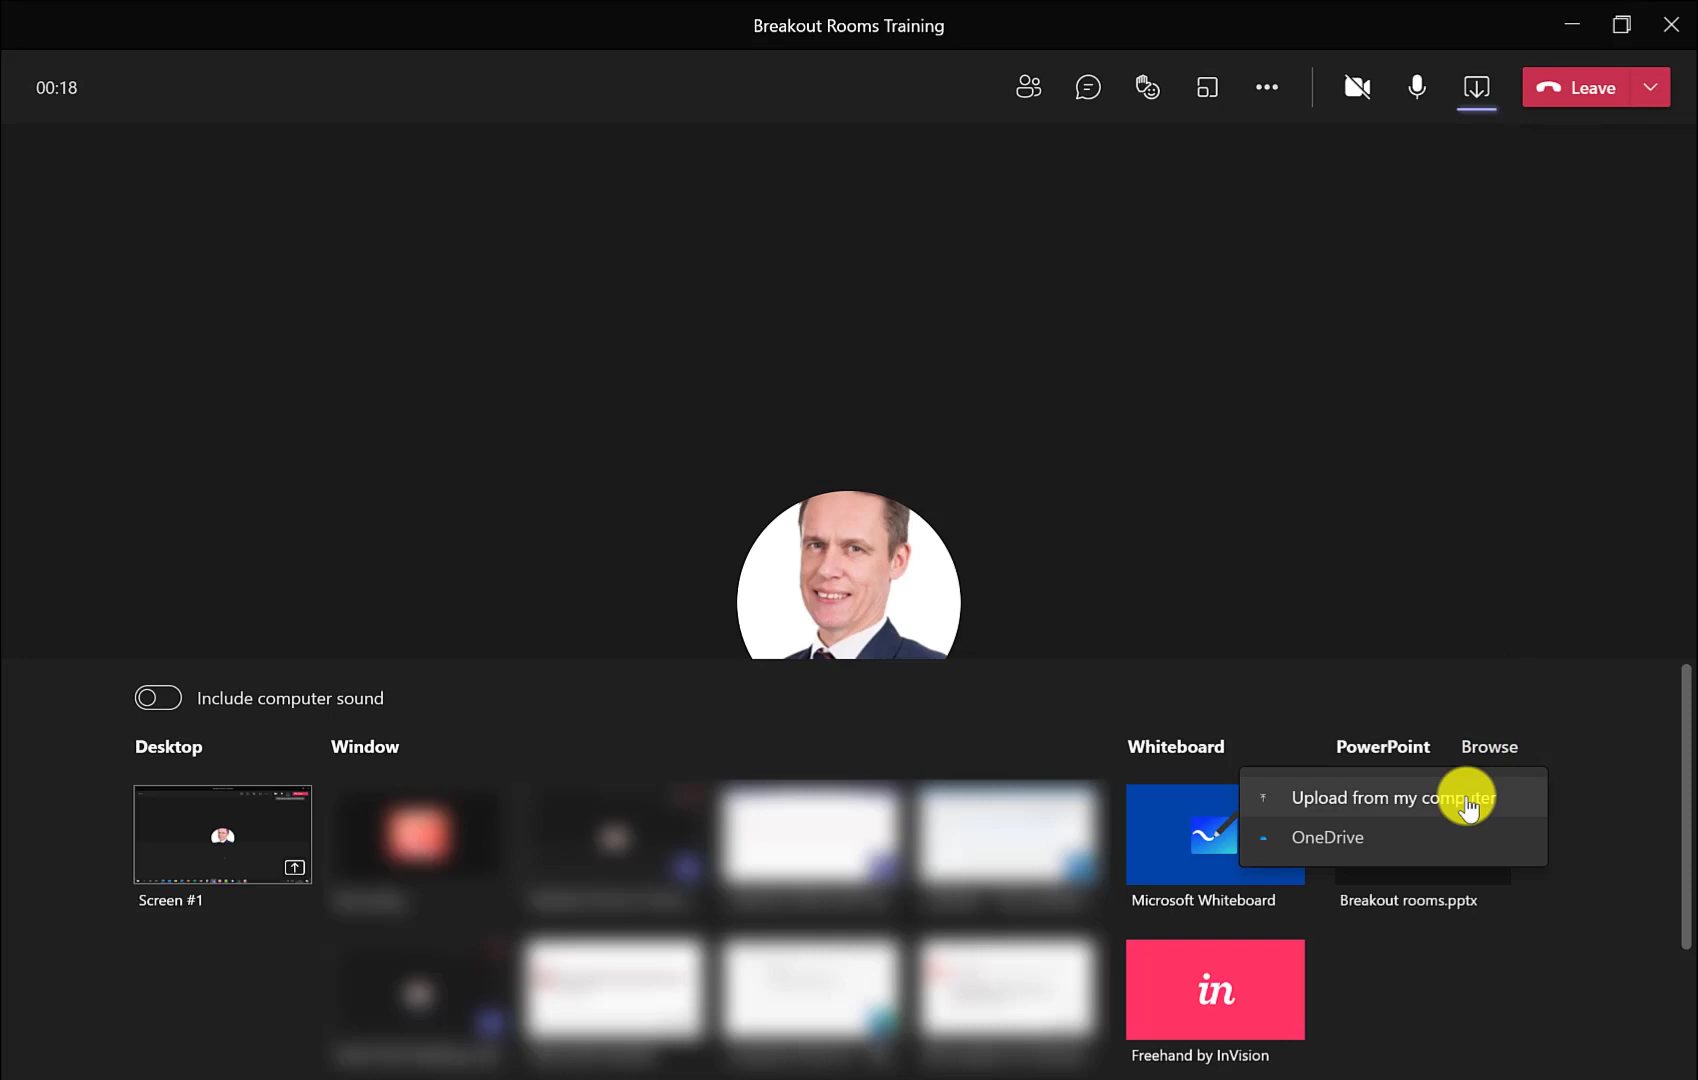 Breakout Rooms Training
00:18
Leave
Include computer sound
Desktop
Window
Whiteboard
PowerPoint
Browse
Upload from my computer
OneDrive
Screen #1
Microsoft Whiteboard
Breakout rooms.pptx
in
Freehand by InVision